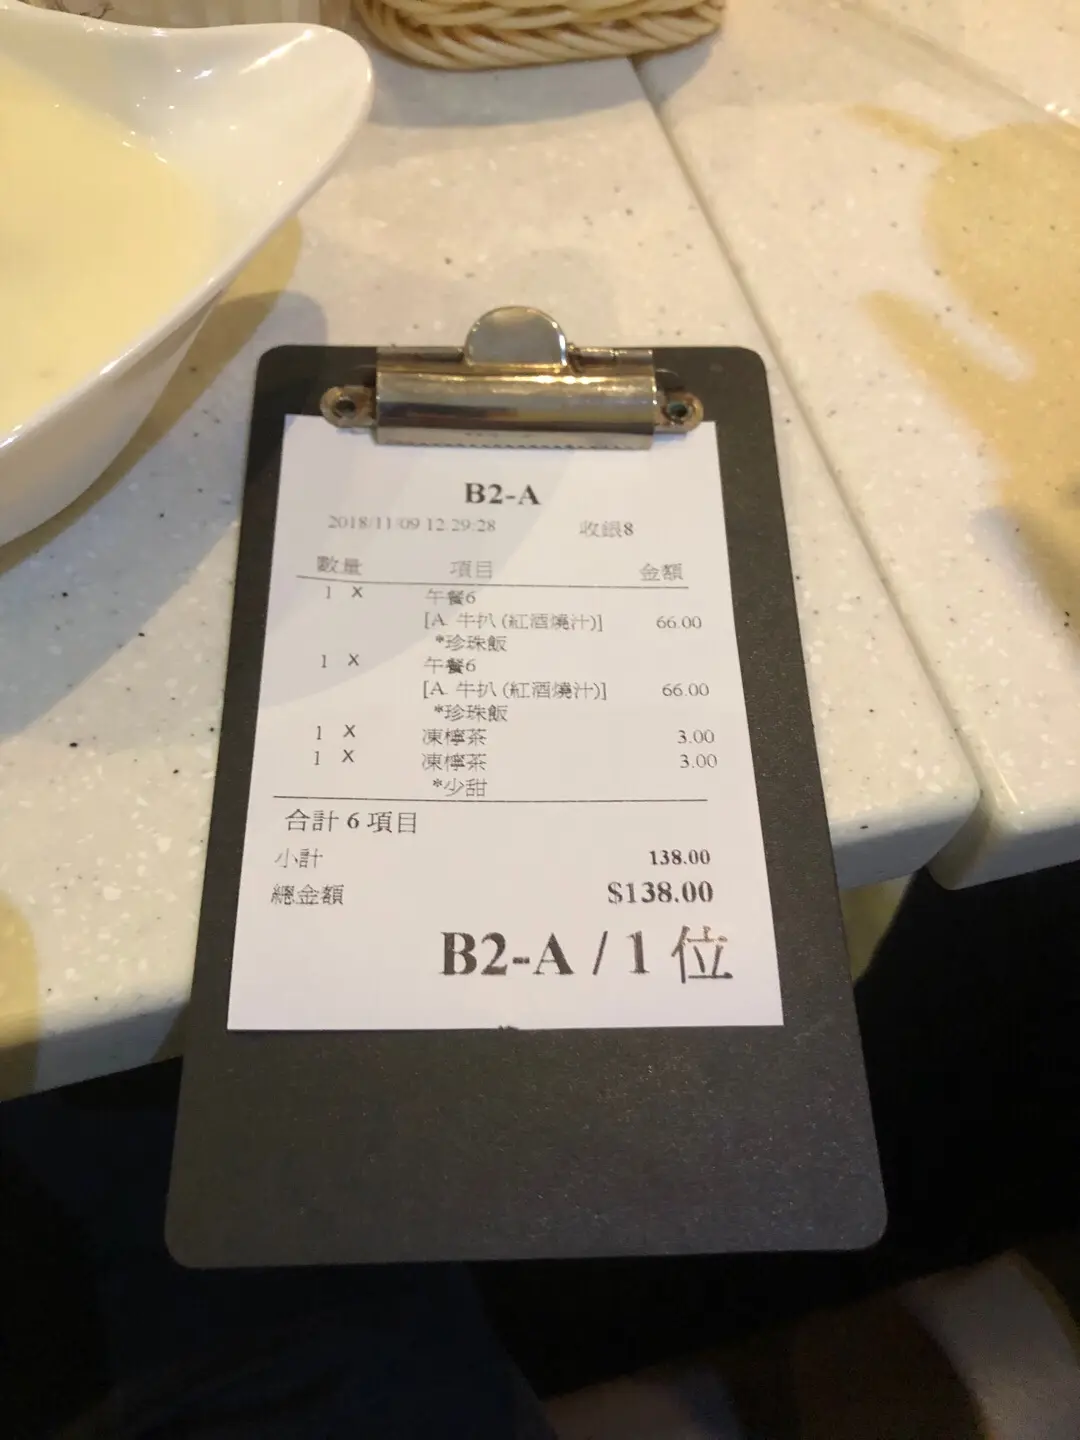 B2-A
2018/11/09 12:29:28 收銀8
數量 項目 金額
1 X 午餐6
[A. 牛扒 (紅酒燒汁)] 66.00
*珍珠飯
1 X 午餐6
[A. 牛扒 (紅酒燒汁)] 66.00
*珍珠飯
1 X 凍檸茶 3.00
1 X 凍檸茶 3.00
*少甜
合計 6 項目
小計 138.00
總金額 $138.00
B2-A / 1 位